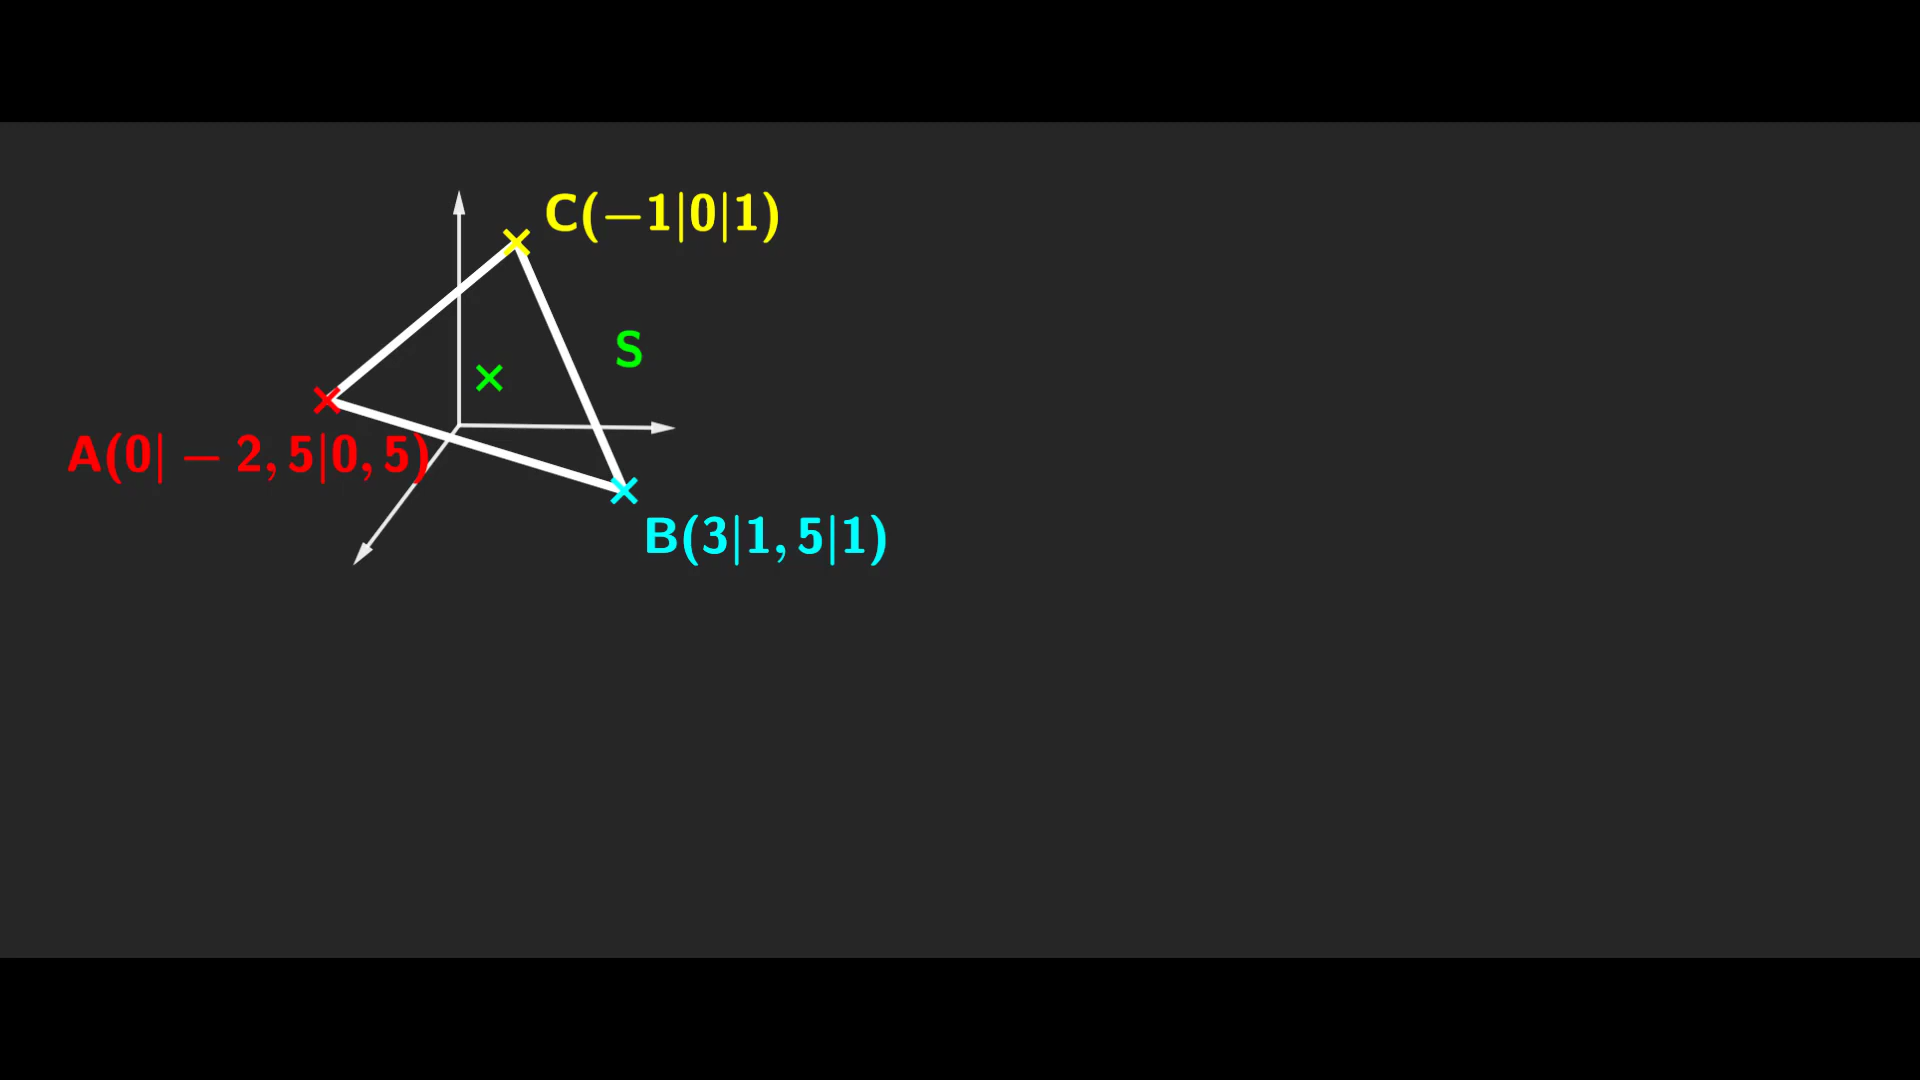 C(−1|0|1)
S
A(0| − 2, 5|0, 5)
B(3|1, 5|1)